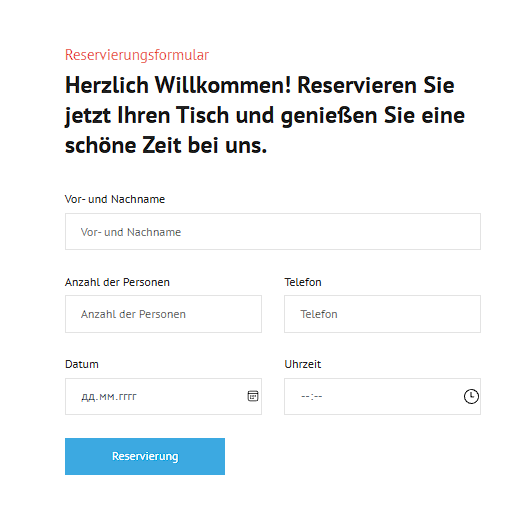 Reservierungsformular
Herzlich Willkommen! Reservieren Sie
jetzt Ihren Tisch und genießen Sie eine
schöne Zeit bei uns.
Vor- und Nachname
Vor- und Nachname
Anzahl der Personen Telefon
Anzahl der Personen Telefon
Datum Uhrzeit
дд.мм.гггг --:--
Reservierung